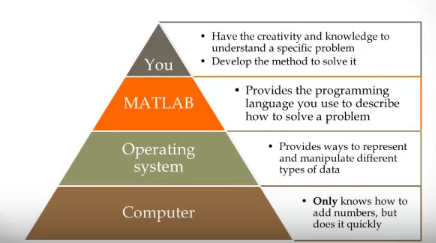 • Have the creativity and knowledge to
understand a specific problem
• Develop the method to solve it
You
• Provides the programming
language you use to describe
how to solve a problem
MATLAB
• Provides ways to represent
and manipulate different
types of data
Operating
system
• Only knows how to
add numbers, but
does it quickly
Computer